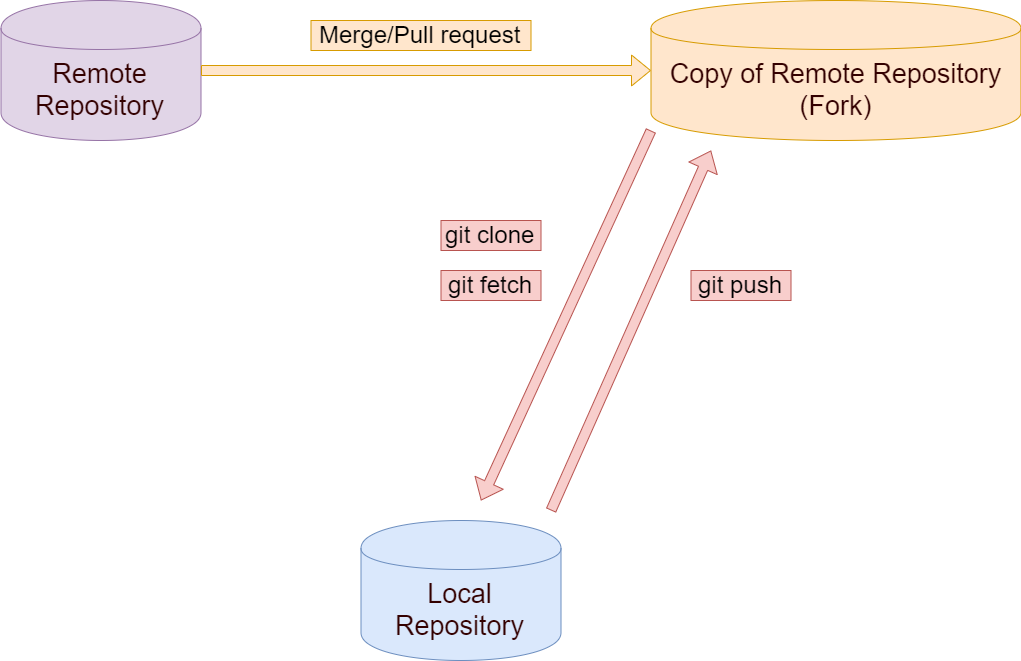 Merge/Pull request
Remote
Repository
Copy of Remote Repository
(Fork)
git clone
git fetch
git push
Local
Repository